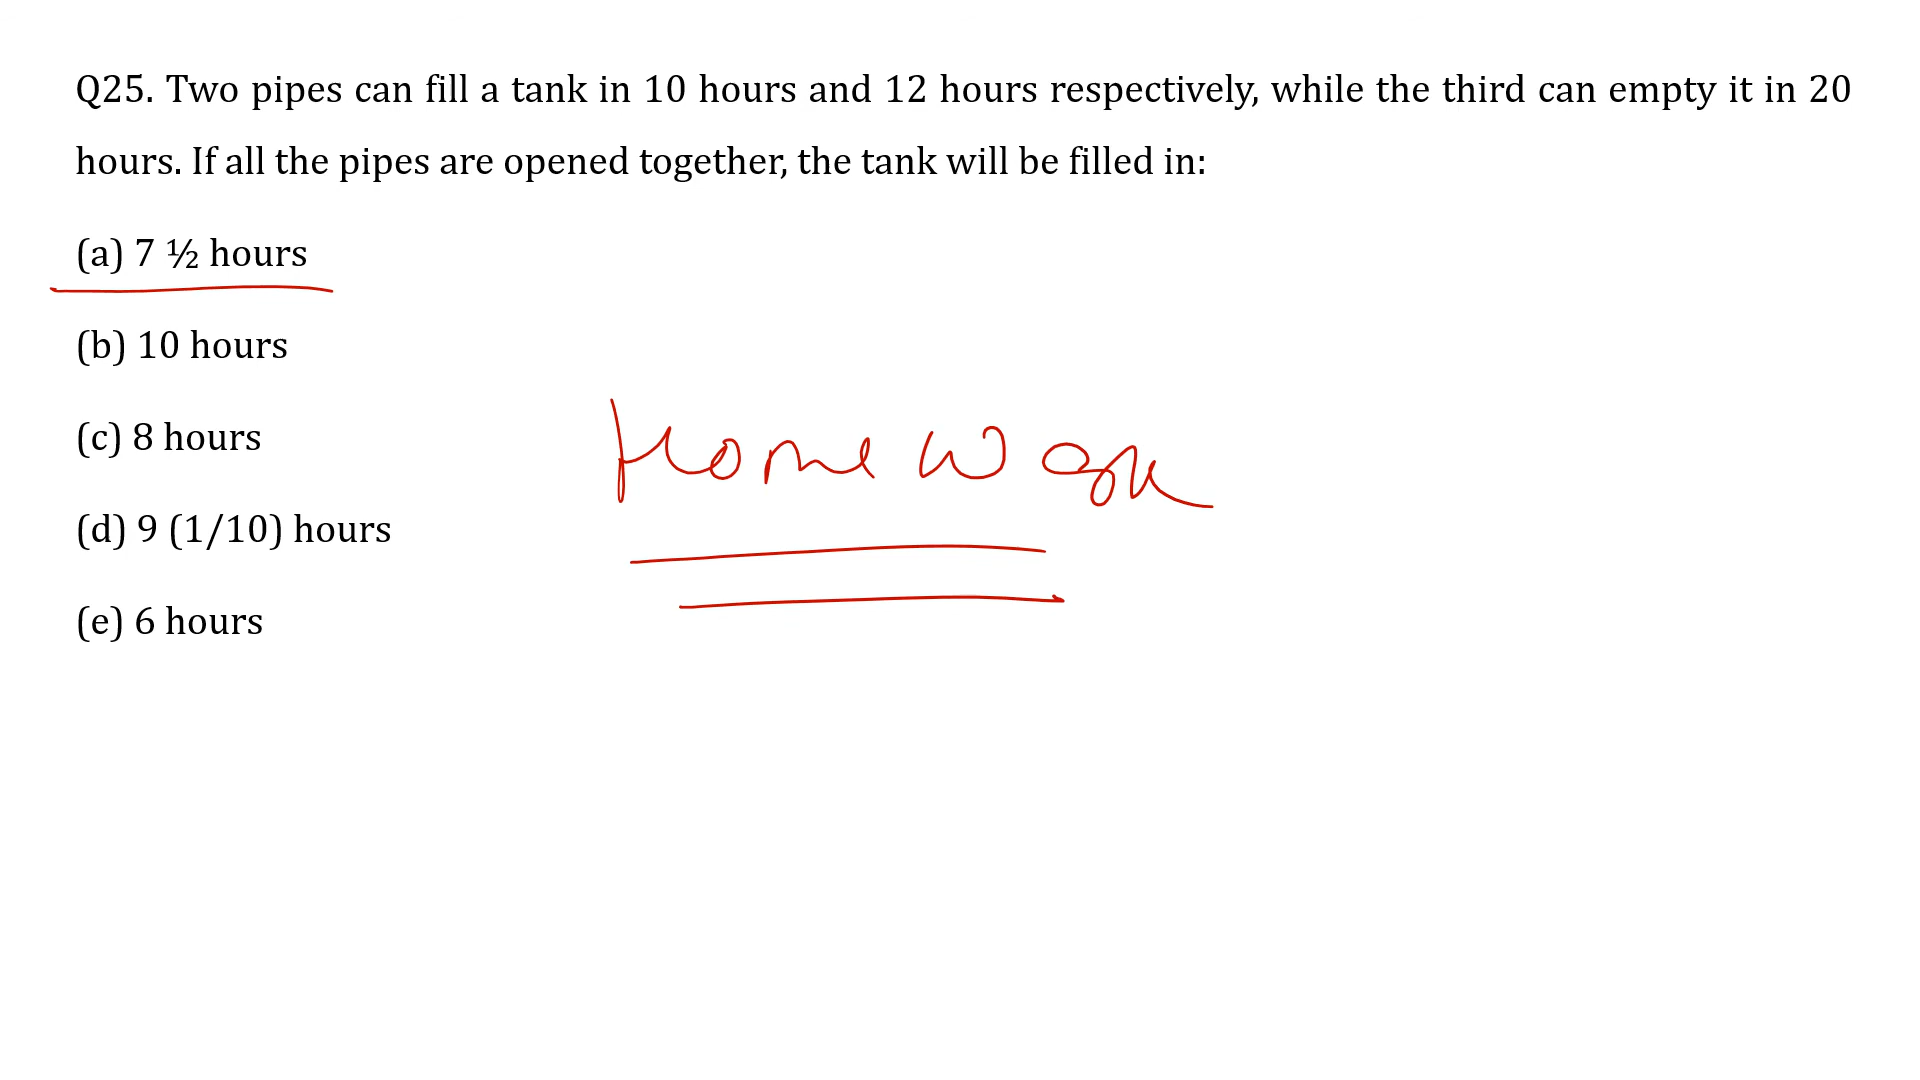 Q25. Two pipes can fill a tank in 10 hours and 12 hours respectively, while the third can empty it in 20
hours. If all the pipes are opened together, the tank will be filled in:
(a) 7 ½ hours
(b) 10 hours
(c) 8 hours
(d) 9 (1/10) hours
(e) 6 hours
Home Work